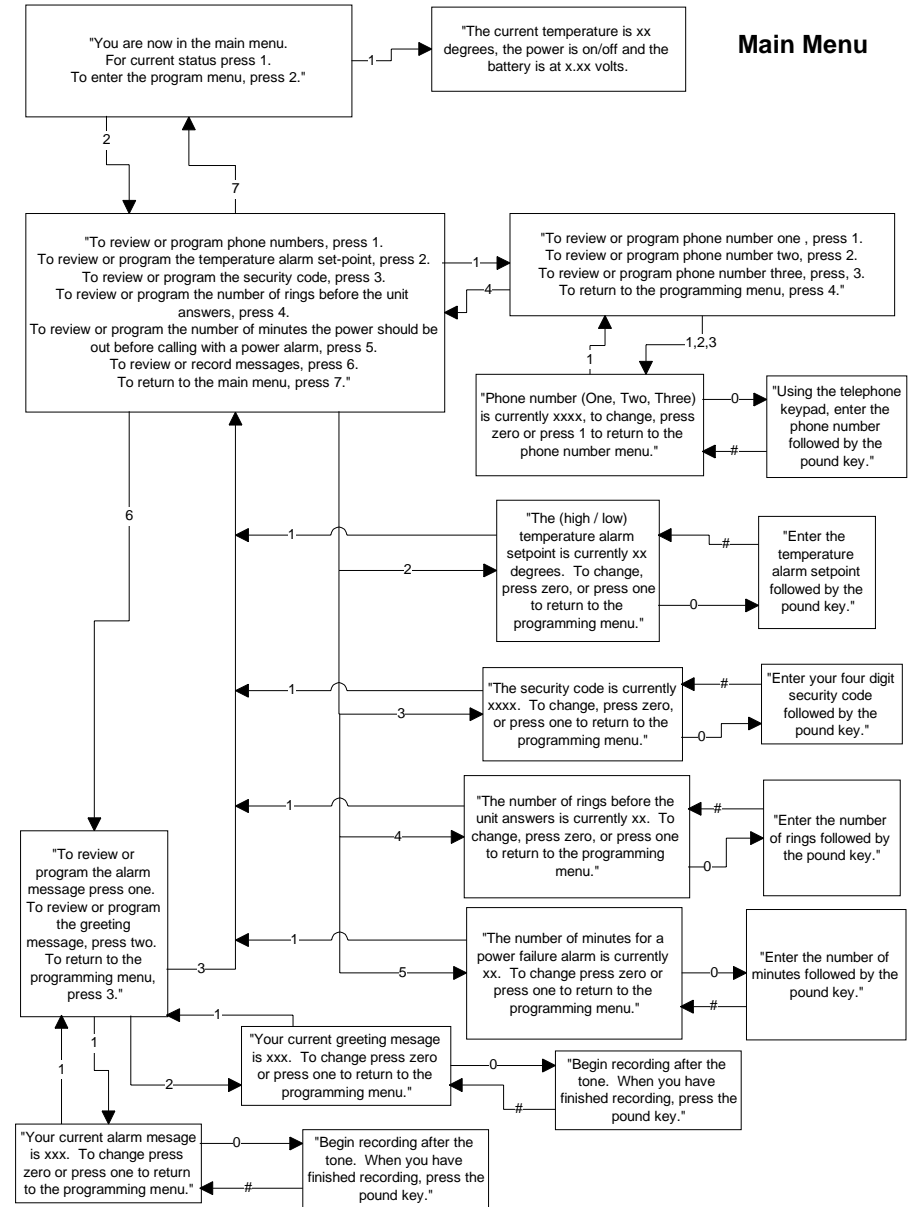 Main Menu
"You are now in the main menu.
For current status press 1.
To enter the program menu, press 2."
1
"The current temperature is xx
degrees, the power is on/off and the
battery is at x.xx volts.
2
7
"To review or program phone numbers, press 1.
To review or program the temperature alarm set-point, press 2.
To review or program the security code, press 3.
To review or program the number of rings before the unit
answers, press 4.
To review or program the number of minutes the power should be
out before calling with a power alarm, press 5.
To review or record messages, press 6.
To return to the main menu, press 7."
1
4
"To review or program phone number one , press 1.
To review or program phone number two, press 2.
To review or program phone number three, press, 3.
To return to the programming menu, press 4."
1
1,2,3
"Phone number (One, Two, Three)
is currently xxxx, to change, press
zero or press 1 to return to the
phone number menu."
0
#
"Using the telephone
keypad, enter the
phone number
followed by the
pound key."
6
1
2
"The (high / low)
temperature alarm
setpoint is currently xx
degrees. To change,
press zero, or press one
to return to the
programming menu."
#
0
"Enter the
temperature
alarm setpoint
followed by the
pound key."
1
3
"The security code is currently
xxxx. To change, press zero,
or press one to return to the
programming menu."
#
0
"Enter your four digit
security code
followed by the
pound key."
1
4
"The number of rings before the
unit answers is currently xx. To
change, press zero, or press one
to return to the programming
menu."
#
0
"Enter the number
of rings followed by
the pound key."
1
5
"The number of minutes for a
power failure alarm is currently
xx. To change press zero or
press one to return to the
programming menu."
0
#
"Enter the number of
minutes followed by the
pound key."
"To review or
program the alarm
message press one.
To review or program
the greeting
message, press two.
To return to the
programming menu,
press 3."
3
1
1
1
2
"Your current greeting mesage
is xxx. To change press zero
or press one to return to the
programming menu."
0
#
"Begin recording after the
tone. When you have
finished recording, press the
pound key."
"Your current alarm mesage
is xxx. To change press
zero or press one to return
to the programming menu."
0
#
"Begin recording after the
tone. When you have
finished recording, press the
pound key."